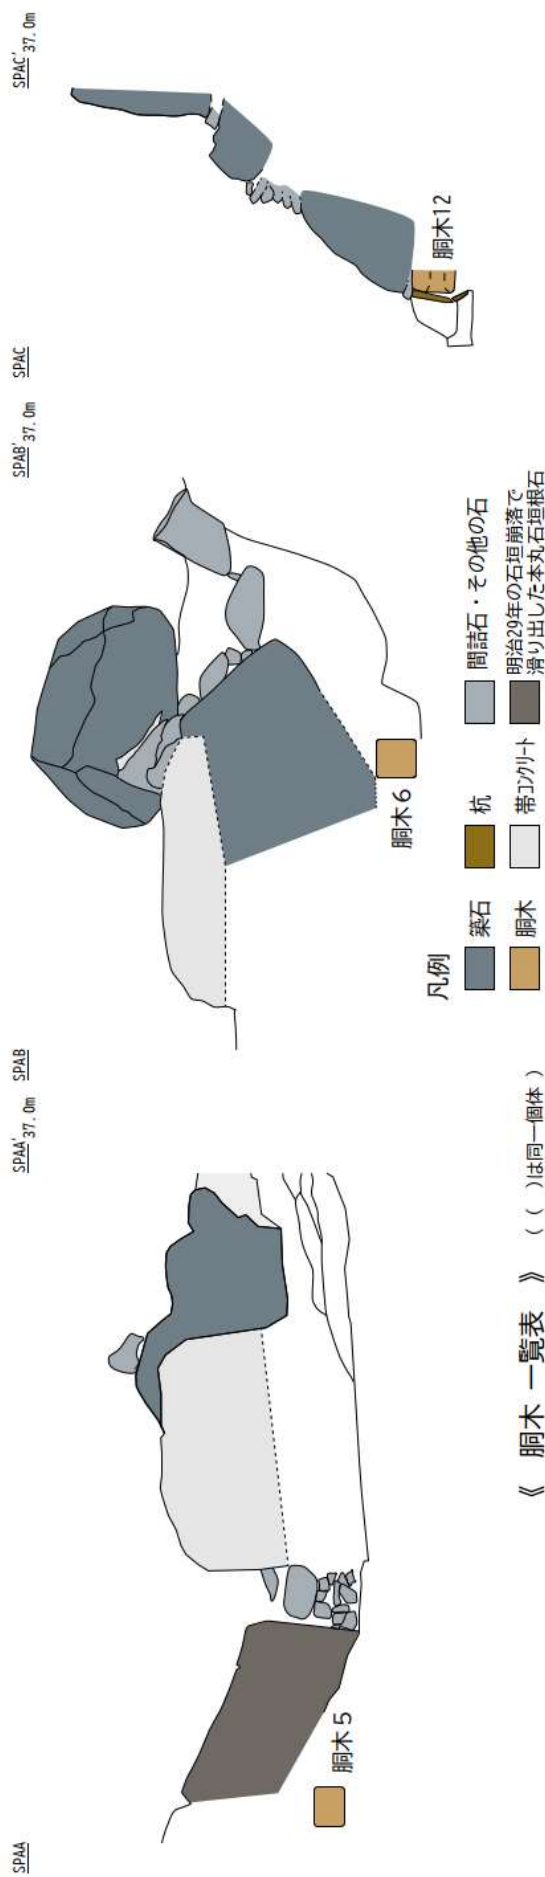 SPAA
SPAA'
37.0m
SPAB
SPAB'
37.0m
SPAC
SPAC'
37.0m
胴木5
胴木6
胴木12
凡例
築石
杭
間詰石・その他の石
胴木
帯コンクリート
明治29年の石垣崩落で
滑り出した本丸石垣根石
《 胴木 一覧表 》 ( ( )は同一個体 )